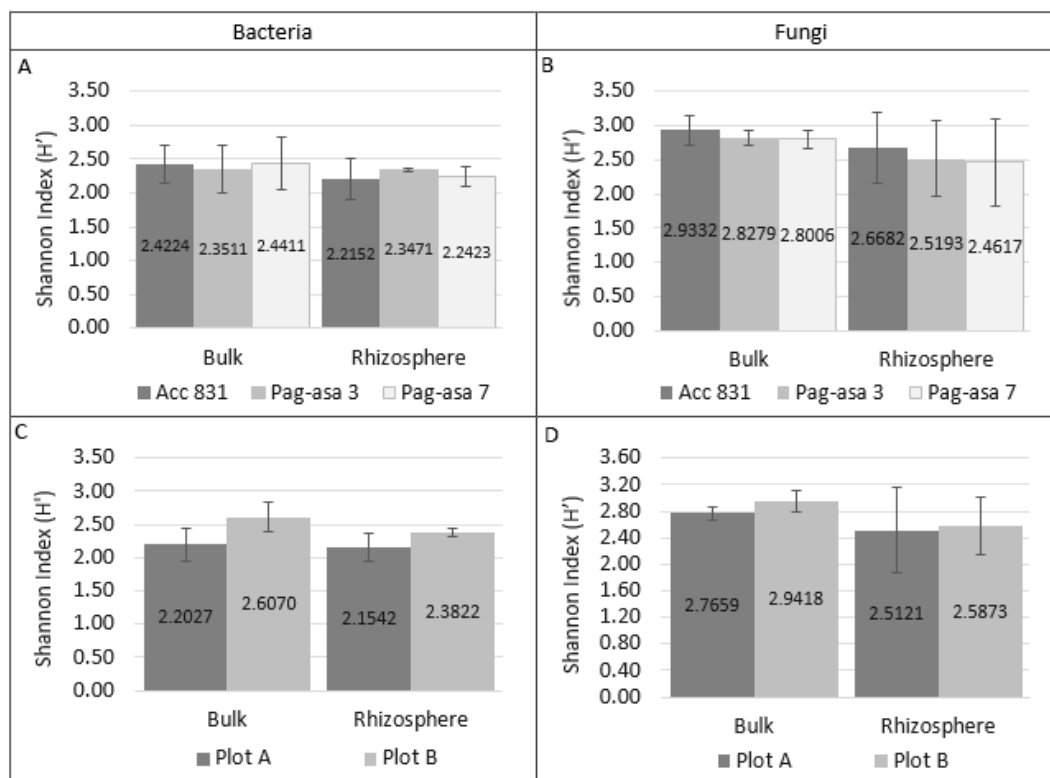 Bacteria
Fungi
A
Shannon Index (H’)
3.50
3.00
2.50
2.00
1.50
1.00
0.50
0.00
2.4224 2.3511 2.4411 2.2152 2.3471 2.2423
Bulk Rhizosphere
Acc 831 Pag-asa 3 Pag-asa 7
B
Shannon Index (H’)
3.50
3.00
2.50
2.00
1.50
1.00
0.50
0.00
2.9332 2.8279 2.8006 2.6682 2.5193 2.4617
Bulk Rhizosphere
Acc 831 Pag-asa 3 Pag-asa 7
C
Shannon Index (H')
3.50
3.00
2.50
2.00
1.50
1.00
0.50
0.00
2.2027 2.6070 2.1542 2.3822
Bulk Rhizosphere
Plot A Plot B
D
Shannon Index (H’)
3.60
3.20
2.80
2.40
2.00
1.60
1.20
0.80
0.40
0.00
2.7659 2.9418 2.5121 2.5873
Bulk Rhizosphere
Plot A Plot B